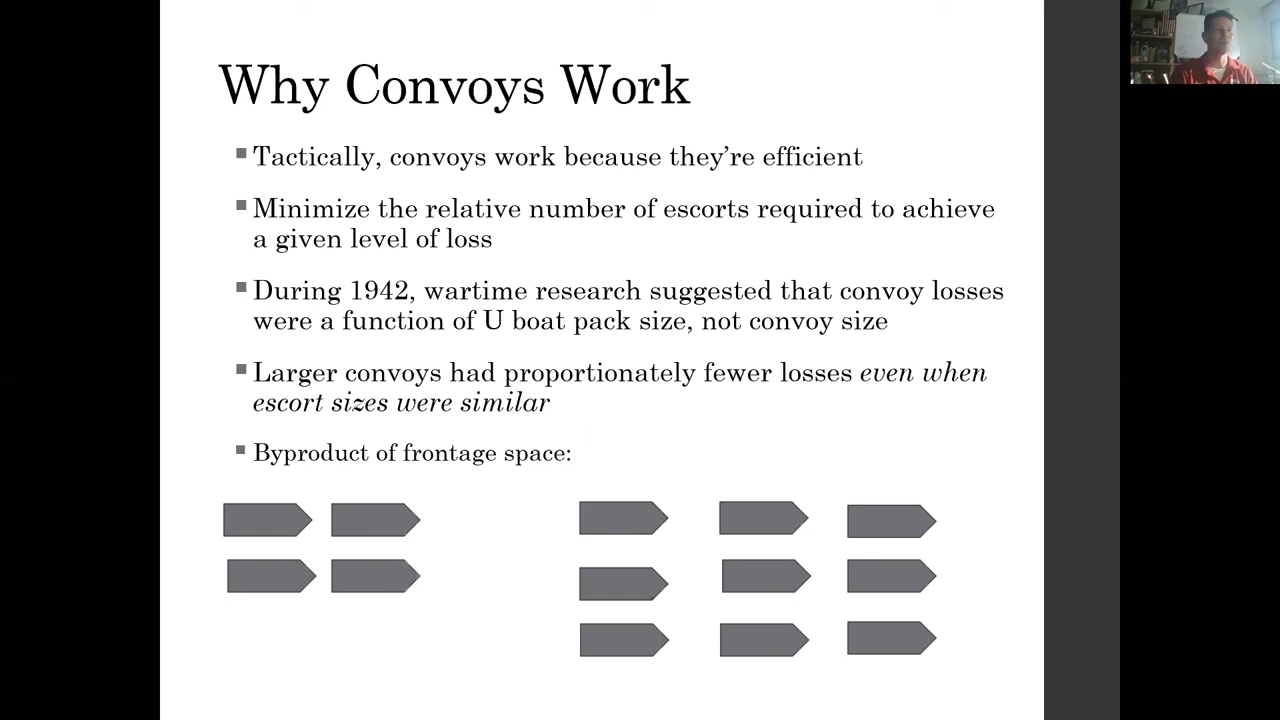 Why Convoys Work
Tactically, convoys work because they’re efficient
Minimize the relative number of escorts required to achieve
a given level of loss
During 1942, wartime research suggested that convoy losses
were a function of U boat pack size, not convoy size
Larger convoys had proportionately fewer losses even when
escort sizes were similar
Byproduct of frontage space: